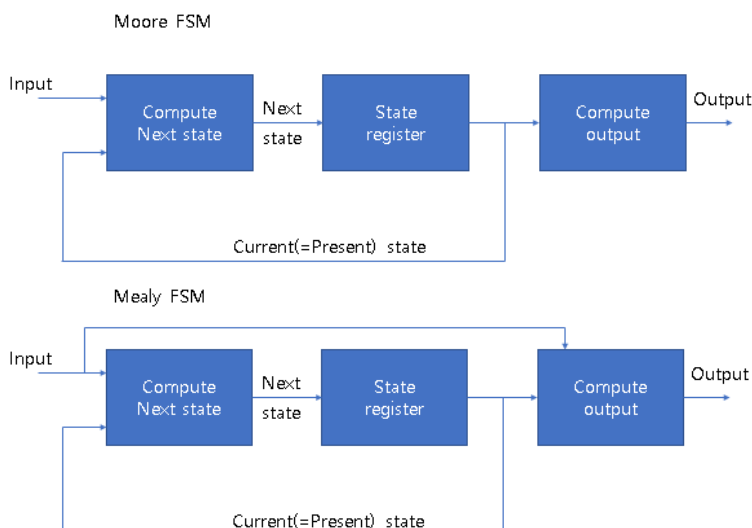 Moore FSM
Input
Compute
Next state
Next
state
State
register
Compute
output
Output
Current(=Present) state
Mealy FSM
Input
Compute
Next state
Next
state
State
register
Compute
output
Output
Current(=Present) state